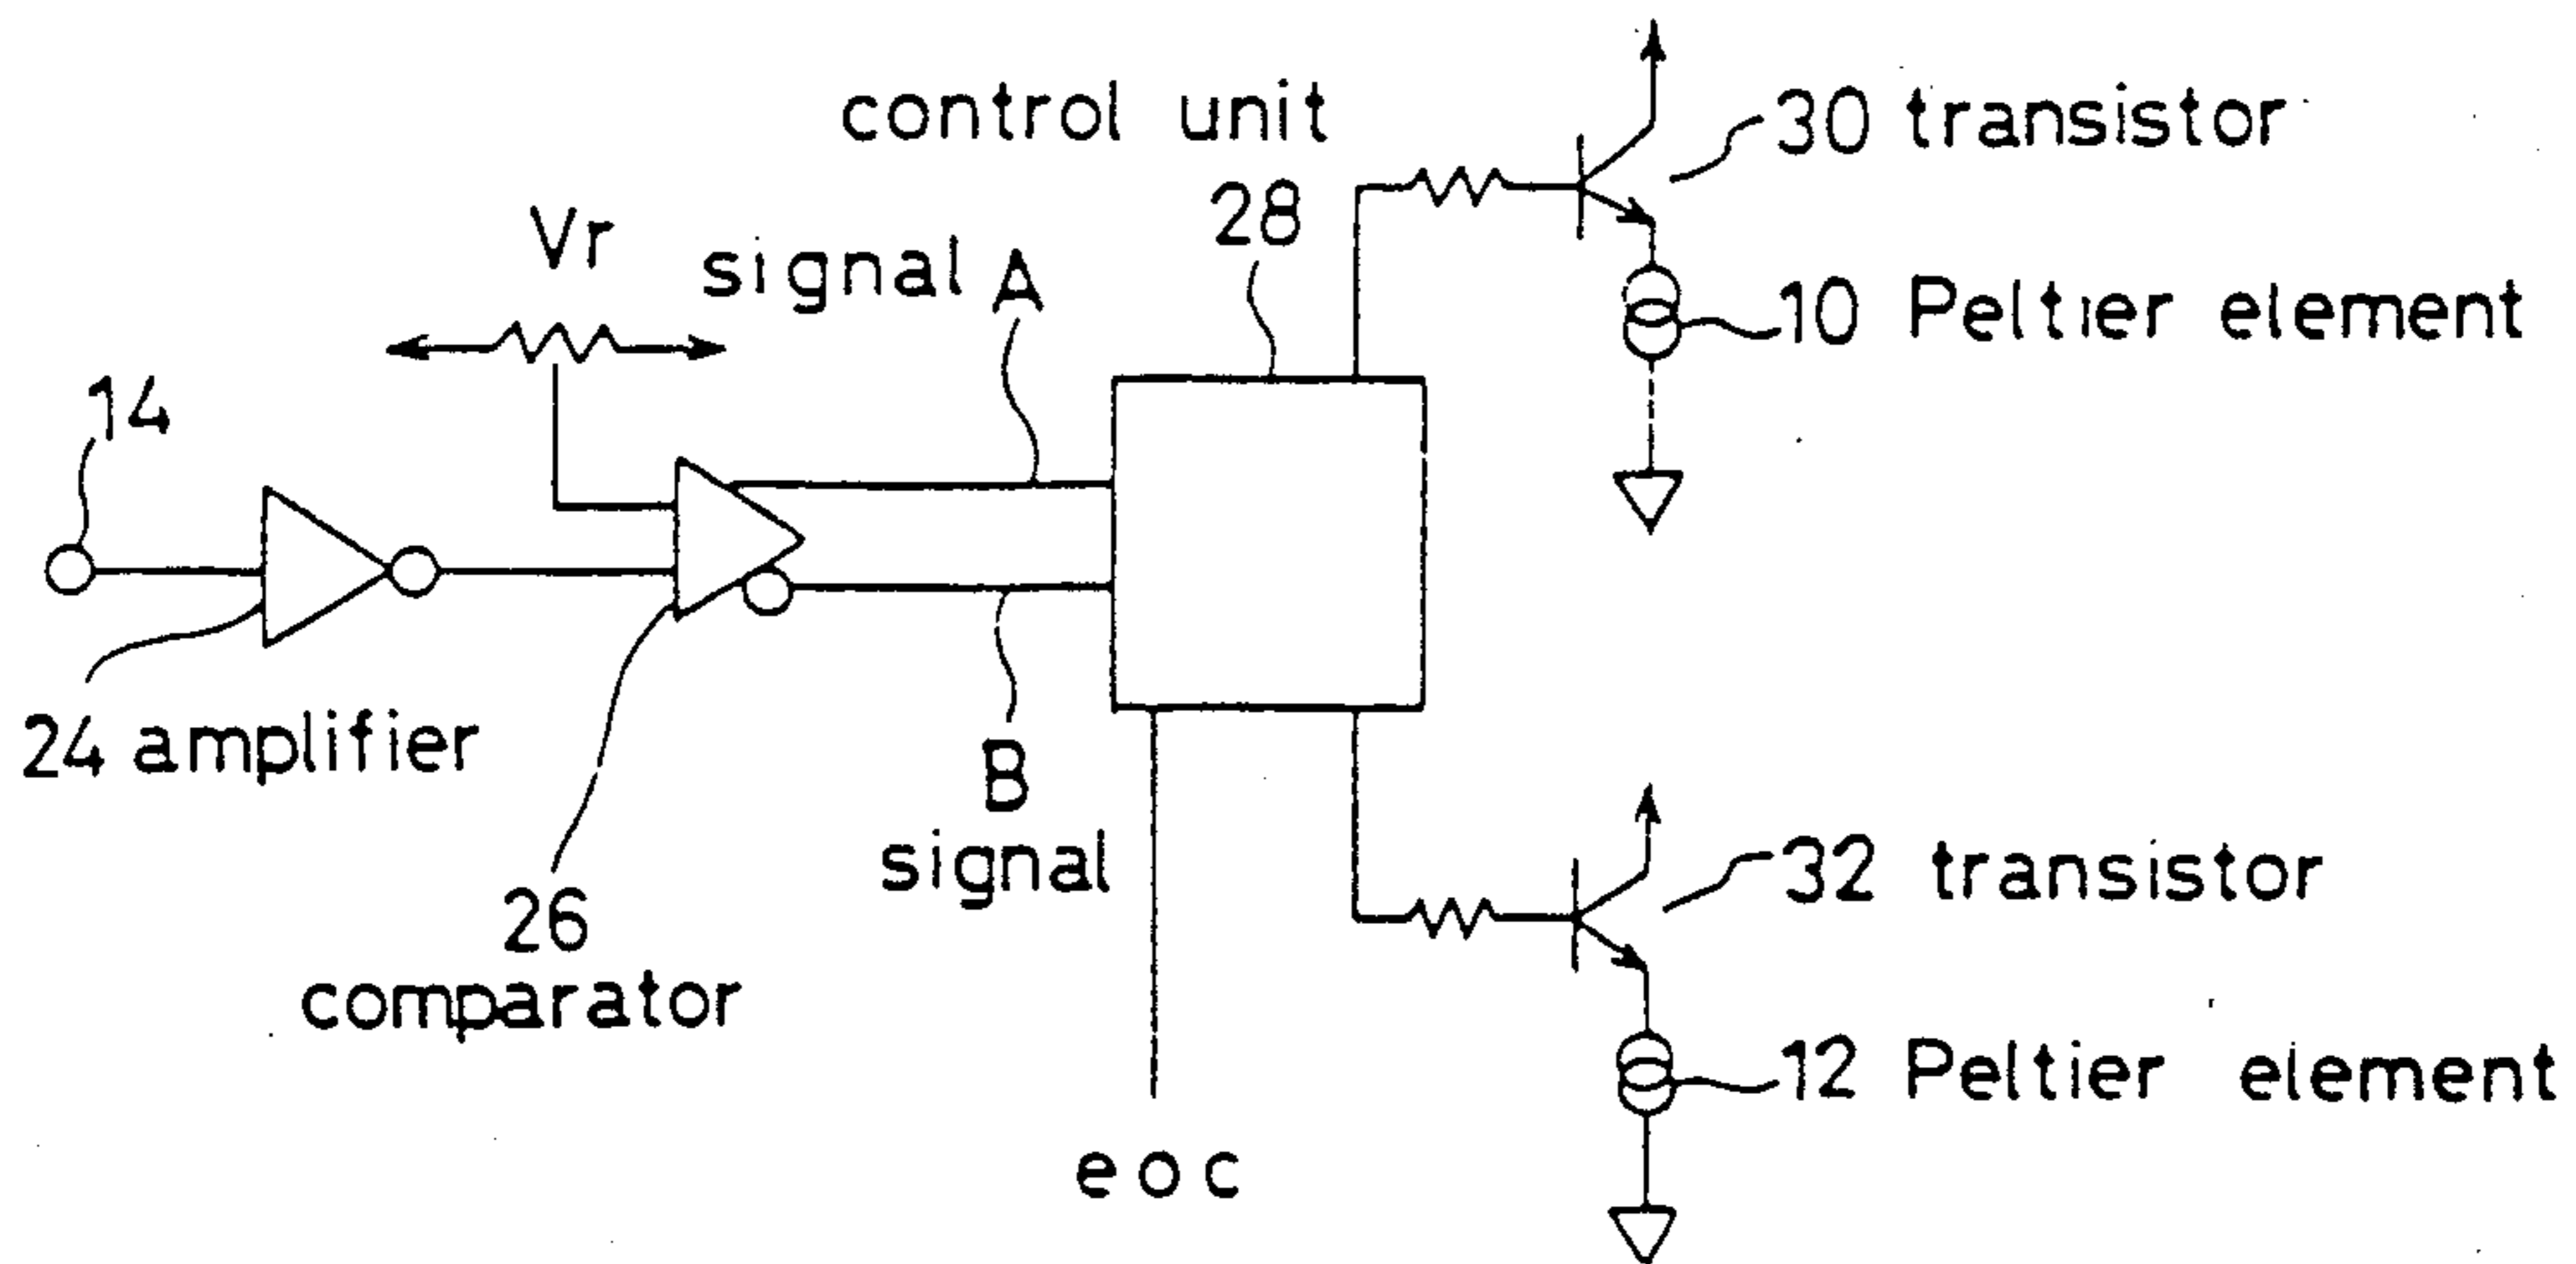 control unit
28
30 transistor
Vr
signal A
10 Peltier element
14
24 amplifier
B
signal
26
comparator
32 transistor
12 Peltier element
eoc